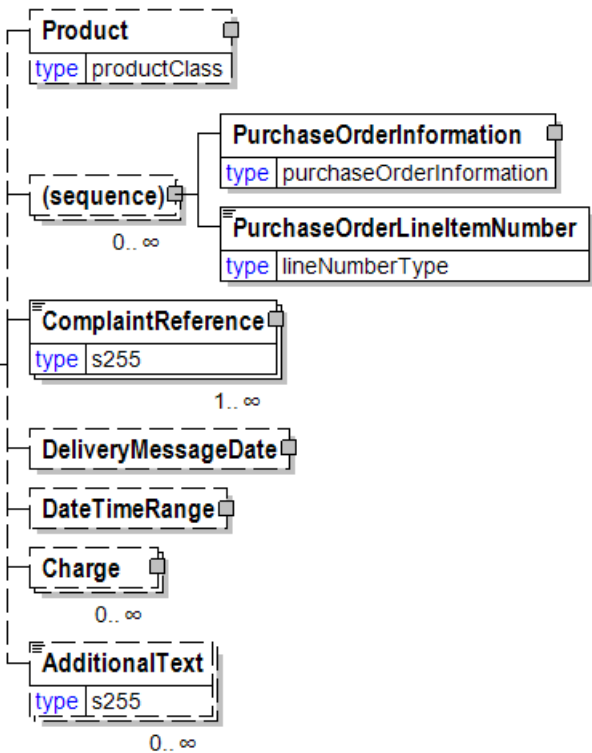 Product
type productClass
PurchaseOrderInformation
type purchaseOrderInformation
(sequence)
0.. ∞
PurchaseOrderLineItemNumber
type lineNumberType
ComplaintReference
type s255
1.. ∞
DeliveryMessageDate
DateTimeRange
Charge
0.. ∞
AdditionalText
type s255
0.. ∞